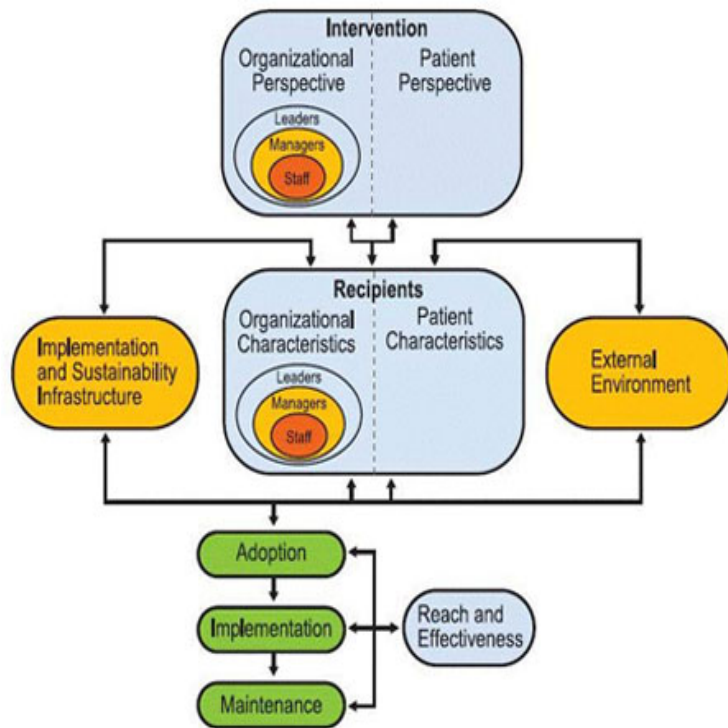 Intervention
Organizational
Perspective
Patient
Perspective
Leaders
Managers
Staff
Recipients
Organizational
Characteristics
Patient
Characteristics
Leaders
Managers
Staff
Implementation
and Sustainability
Infrastructure
External
Environment
Adoption
Implementation
Maintenance
Reach and
Effectiveness